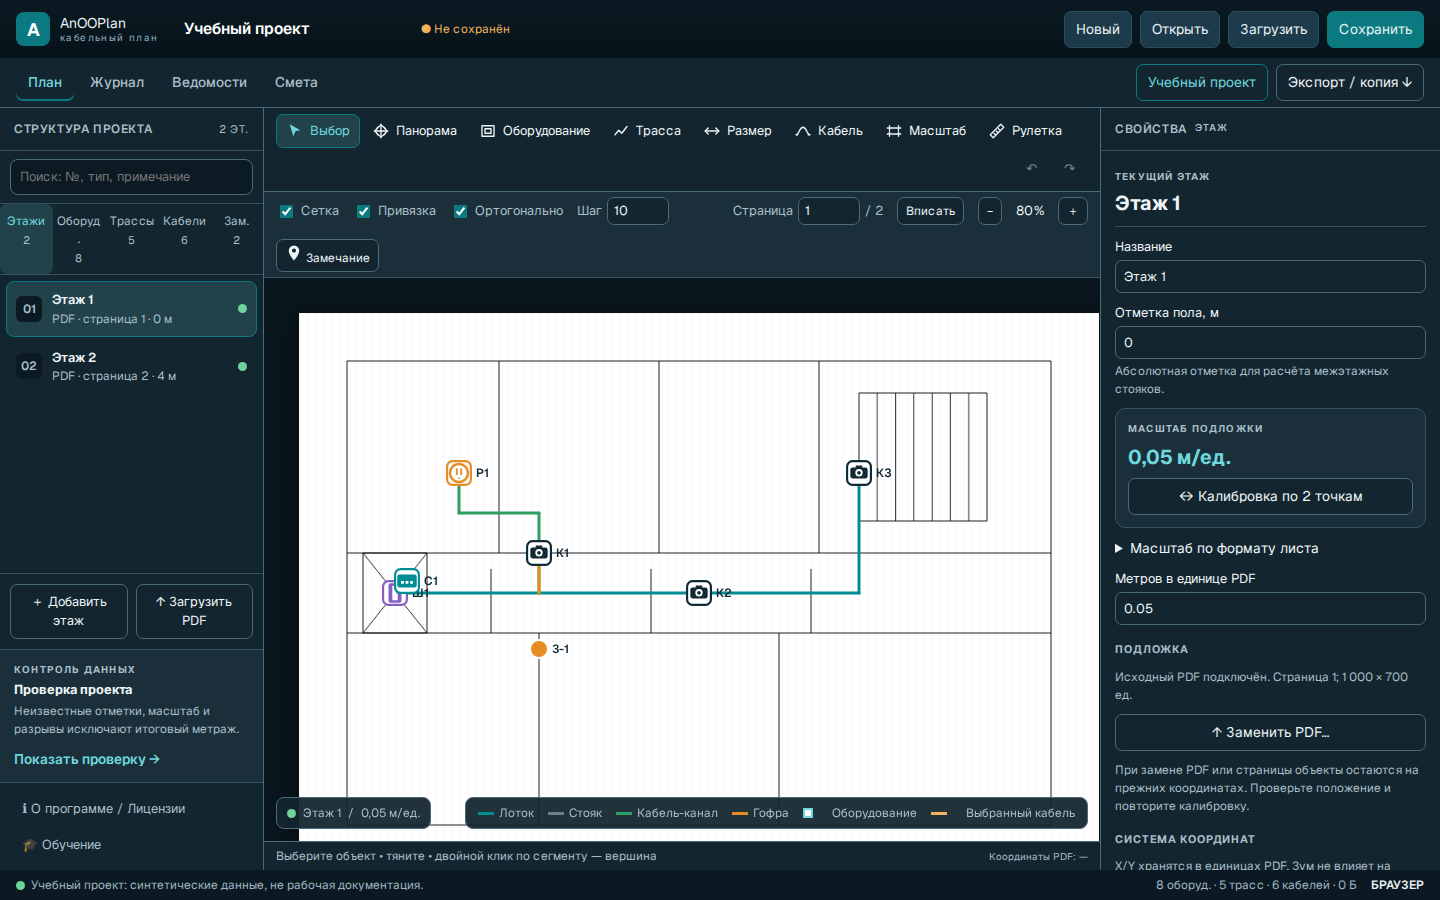 A
AnOOPlan
кабельный план
Учебный проект
Не сохранён
Новый
Открыть
Загрузить
Сохранить
План
Журнал
Ведомости
Смета
Учебный проект
Экспорт / копия ↓
СТРУКТУРА ПРОЕКТА
2 ЭТ.
Поиск: №, тип, примечание
Этажи
2
Оборуд
.
8
Трассы
5
Кабели
6
Зам.
2
01
Этаж 1
PDF · страница 1 · 0 м
02
Этаж 2
PDF · страница 2 · 4 м
+ Добавить
этаж
↑ Загрузить
PDF
КОНТРОЛЬ ДАННЫХ
Проверка проекта
Неизвестные отметки, масштаб и
разрывы исключают итоговый метраж.
Показать проверку →
ℹ О программе / Лицензии
🎓 Обучение
Выбор
Панорама
Оборудование
Трасса
Размер
Кабель
Масштаб
Рулетка
↶
↷
Сетка
Привязка
Ортогонально
Шаг
10
Страница
1
/ 2
Вписать
−
80%
+
Замечание
P1
К1
К2
К3
С1
Ш1
З-1
Этаж 1 / 0,05 м/ед.
Лоток
Стояк
Кабель-канал
Гофра
Оборудование
Выбранный кабель
Выберите объект • тяните • двойной клик по сегменту — вершина
Координаты PDF: —
СВОЙСТВА
ЭТАЖ
ТЕКУЩИЙ ЭТАЖ
Этаж 1
Название
Этаж 1
Отметка пола, м
0
Абсолютная отметка для расчёта межэтажных
стояков.
МАСШТАБ ПОДЛОЖКИ
0,05 м/ед.
↔ Калибровка по 2 точкам
▶ Масштаб по формату листа
Метров в единице PDF
0.05
ПОДЛОЖКА
Исходный PDF подключён. Страница 1; 1 000 × 700
ед.
↑ Заменить PDF…
При замене PDF или страницы объекты остаются на
прежних координатах. Проверьте положение и
повторите калибровку.
СИСТЕМА КООРДИНАТ
X/Y хранятся в единицах PDF. Зум не влияет на
Учебный проект: синтетические данные, не рабочая документация.
8 оборуд. · 5 трасс · 6 кабелей · 0 Б
БРАУЗЕР